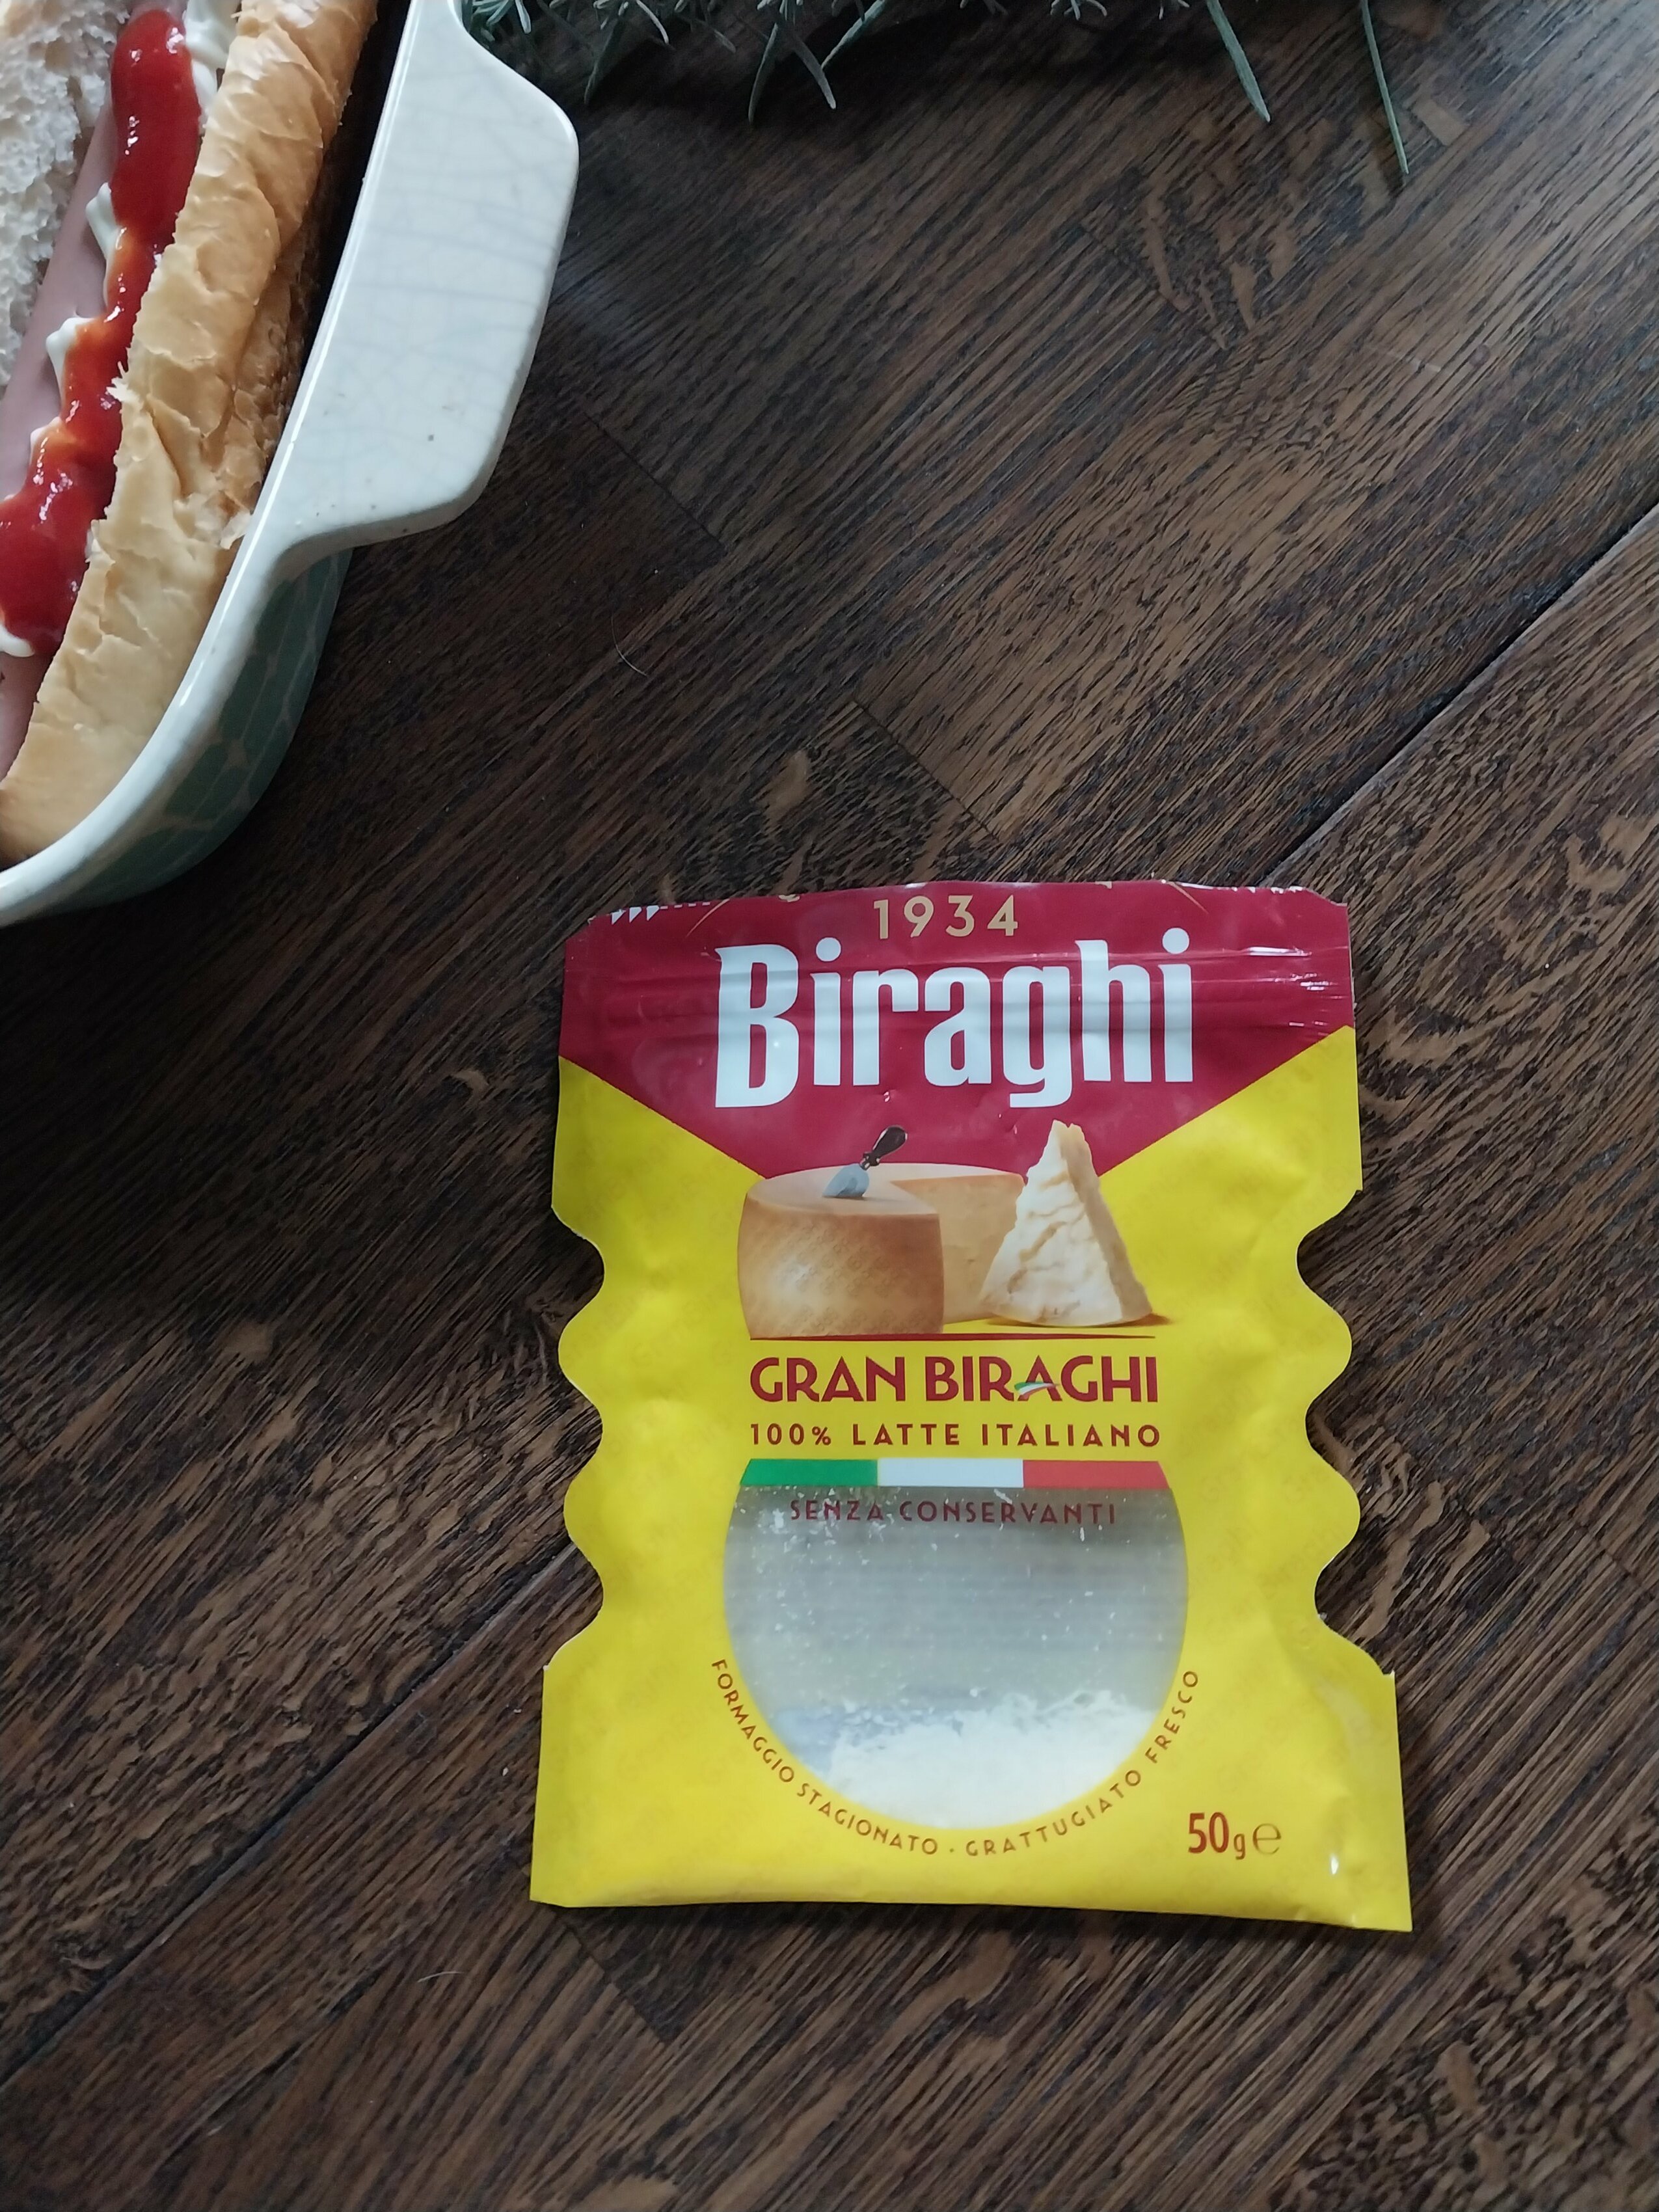 1934
Biraghi
GRAN BIRAGHI
100% LATTE ITALIANO
SENZA CONSERVANTI
FORMAGGIO STAGIONATO · GRATTUGIATO FRESCO
50g℮